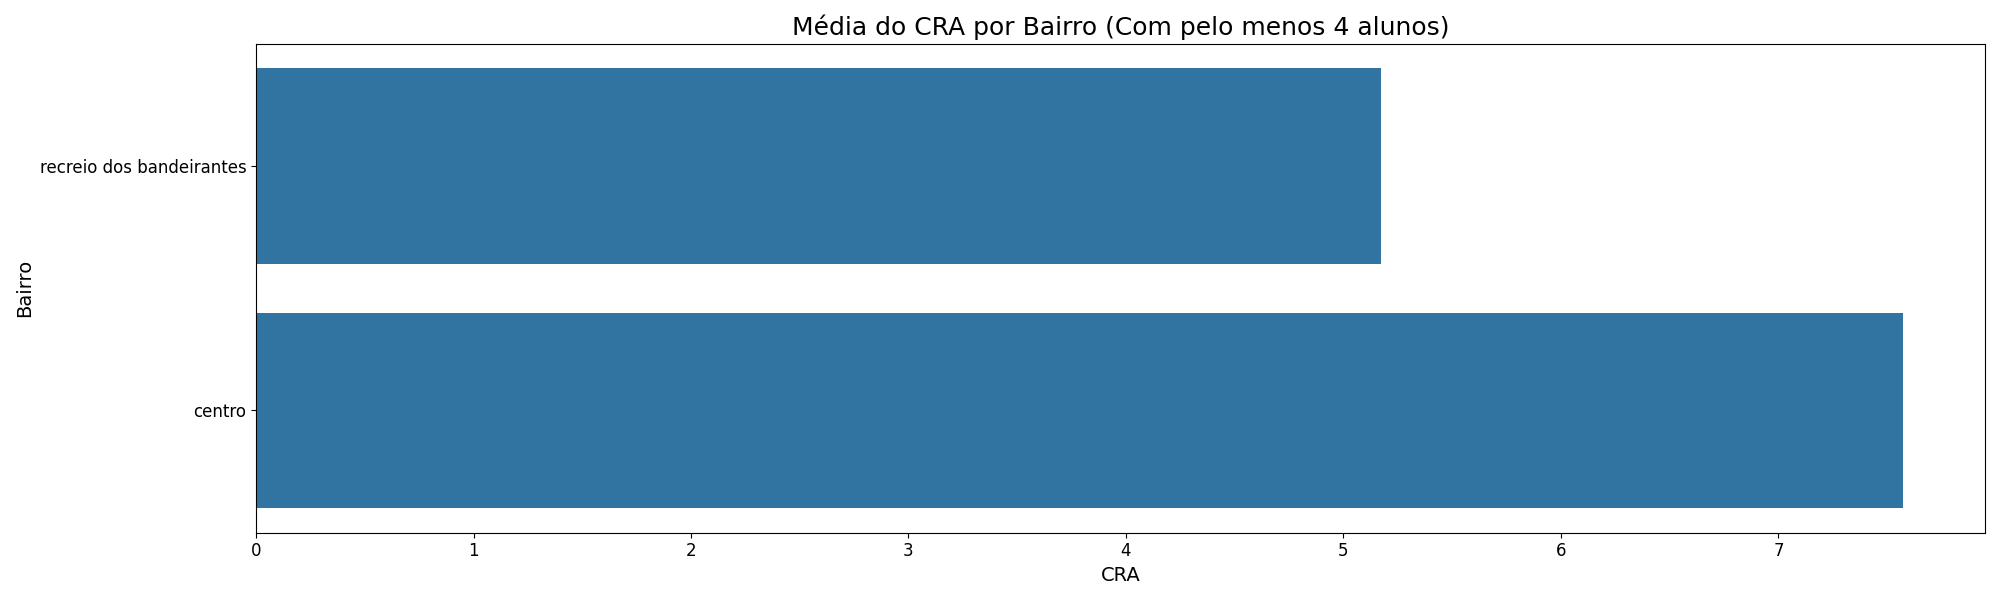 Média do CRA por Bairro (Com pelo menos 4 alunos)
recreio dos bandeirantes
Bairro
centro
0 1 2 3 4 5 6 7
CRA